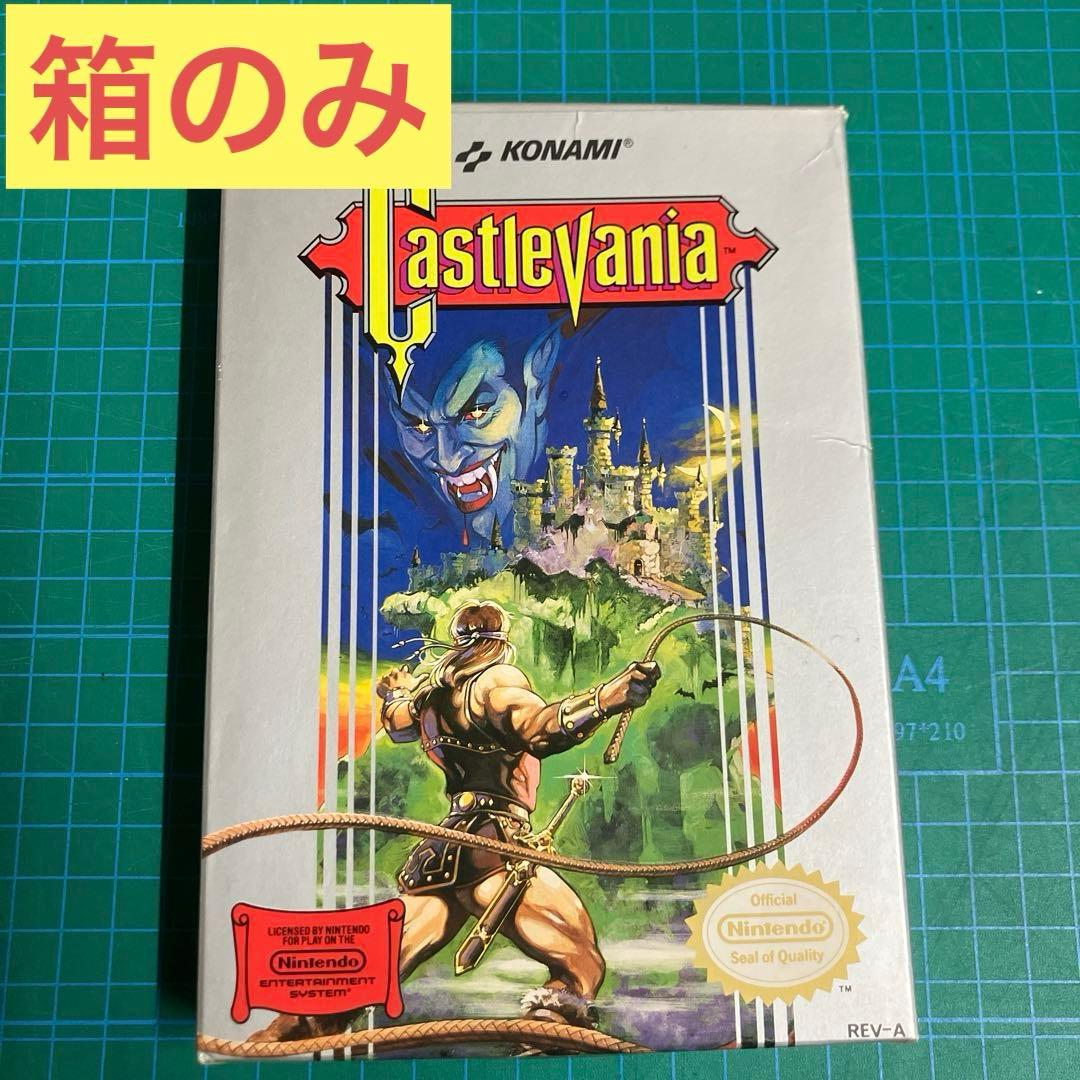 箱のみ
KONAMI®
Castlevania™
LICENSED BY NINTENDO
FOR PLAY ON THE
Nintendo
ENTERTAINMENT
SYSTEM®
Official
Nintendo®
Seal of Quality
TM
REV-A
A4
97*210